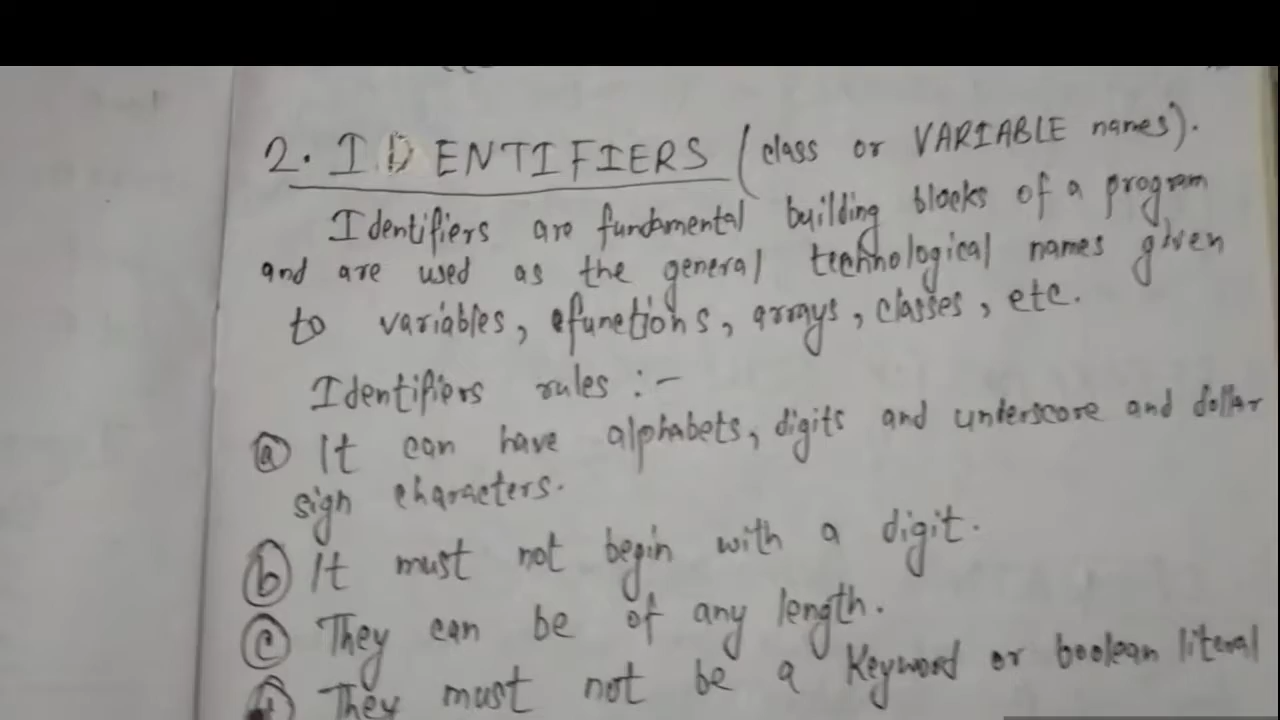 2. IDENTIFIERS (class or VARIABLE names).
Identifiers are fundamental building blocks of a program
and are used as the general technological names given
to variables, functions, arrays, classes, etc.
Identifiers rules :-
(a) It can have alphabets, digits and underscore and dollar
sign characters.
(b) It must not begin with a digit.
(c) They can be of any length.
(d) They must not be a Keyword or boolean literal